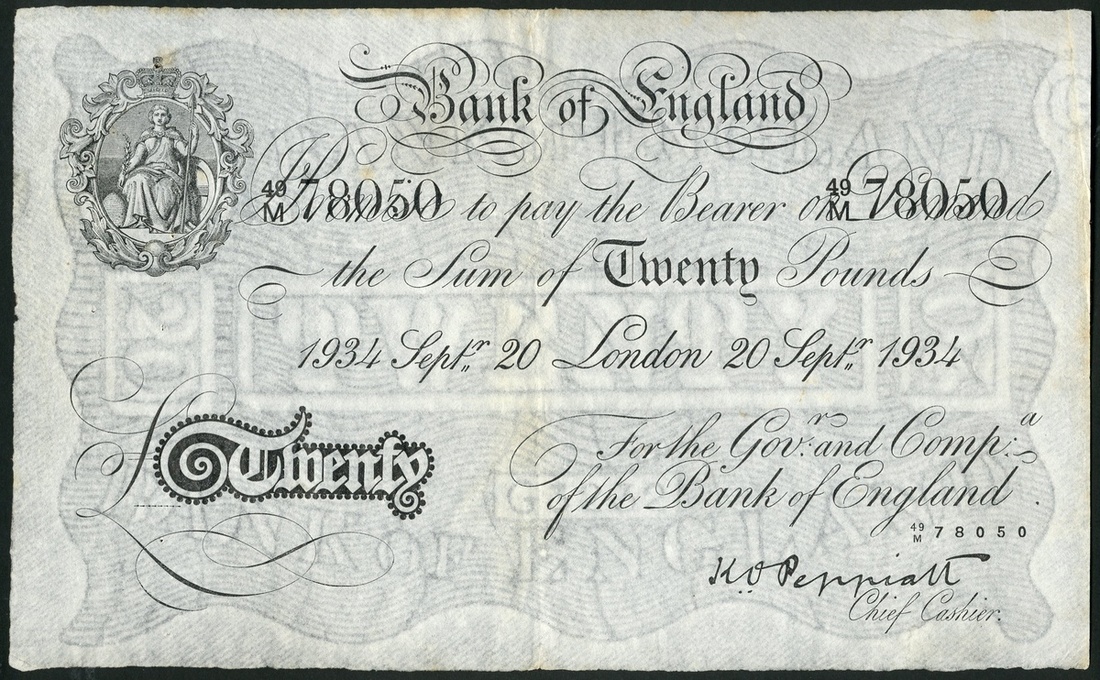 Bank of England
49/M 78050 to pay the Bearer on Demand 49/M 78050
the Sum of Twenty Pounds
1934 Septr. 20 London 20 Septr. 1934
£Twenty
For the Govr: and Compa:
of the Bank of England.
49/M 78050
K O Peppiatt
Chief Cashier.